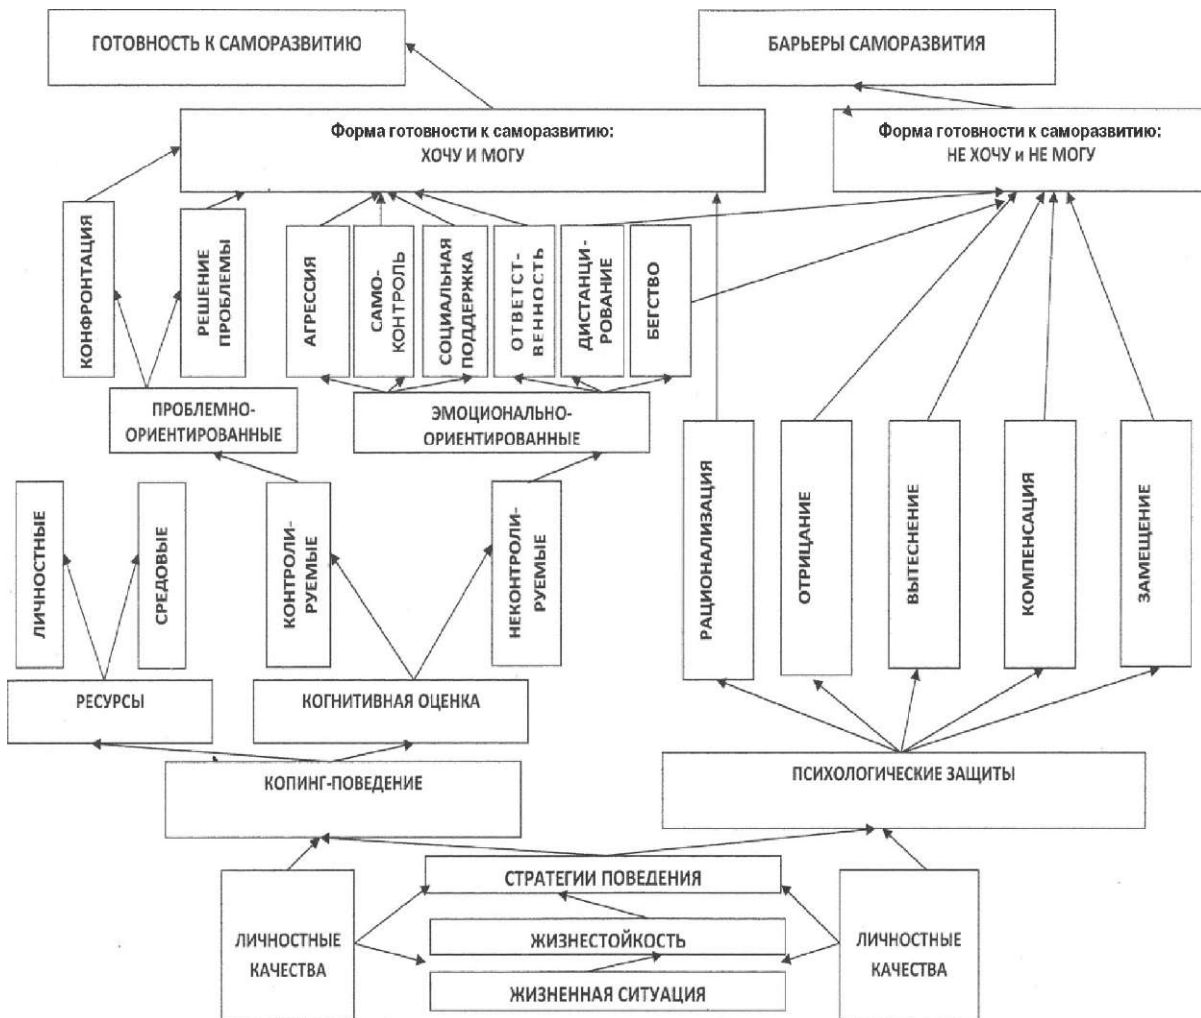 ГОТОВНОСТЬ К САМОРАЗВИТИЮ
БАРЬЕРЫ САМОРАЗВИТИЯ
Форма готовности к саморазвитию:
ХОЧУ И МОГУ
Форма готовности к саморазвитию:
НЕ ХОЧУ и НЕ МОГУ
КОНФРОНТАЦИЯ
РЕШЕНИЕ
ПРОБЛЕМЫ
АГРЕССИЯ
САМО-
КОНТРОЛЬ
СОЦИАЛЬНАЯ
ПОДДЕРЖКА
ОТВЕТСТ-
ВЕННОСТЬ
ДИСТАНЦИ-
РОВАНИЕ
БЕГСТВО
ПРОБЛЕМНО-
ОРИЕНТИРОВАННЫЕ
ЭМОЦИОНАЛЬНО-
ОРИЕНТИРОВАННЫЕ
ЛИЧНОСТНЫЕ
СРЕДОВЫЕ
КОНТРОЛИ-
РУЕМЫЕ
НЕКОНТРОЛИ-
РУЕМЫЕ
РАЦИОНАЛИЗАЦИЯ
ОТРИЦАНИЕ
ВЫТЕСНЕНИЕ
КОМПЕНСАЦИЯ
ЗАМЕЩЕНИЕ
РЕСУРСЫ
КОГНИТИВНАЯ ОЦЕНКА
КОПИНГ-ПОВЕДЕНИЕ
ПСИХОЛОГИЧЕСКИЕ ЗАЩИТЫ
СТРАТЕГИИ ПОВЕДЕНИЯ
ЛИЧНОСТНЫЕ
КАЧЕСТВА
ЖИЗНЕСТОЙКОСТЬ
ЖИЗНЕННАЯ СИТУАЦИЯ
ЛИЧНОСТНЫЕ
КАЧЕСТВА